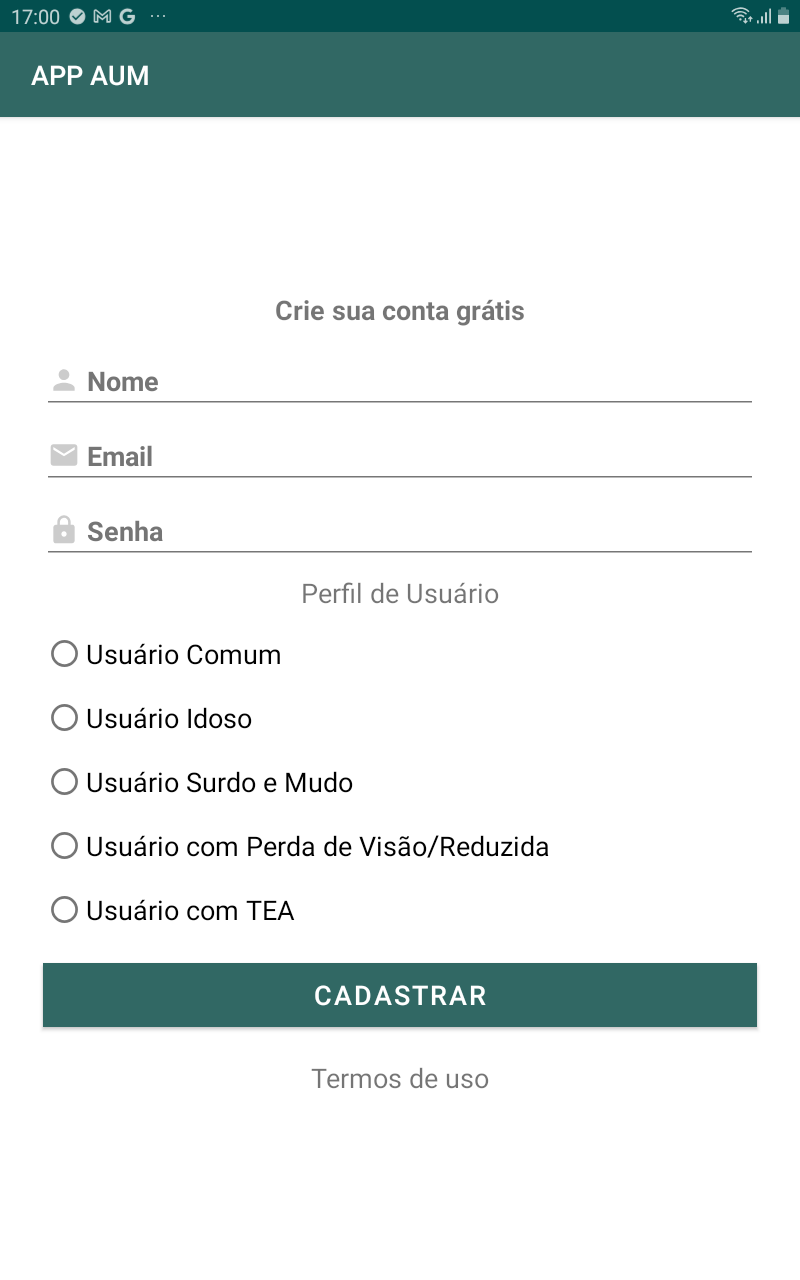 17:00
APP AUM
Crie sua conta grátis
Nome
Email
Senha
Perfil de Usuário
Usuário Comum
Usuário Idoso
Usuário Surdo e Mudo
Usuário com Perda de Visão/Reduzida
Usuário com TEA
CADASTRAR
Termos de uso